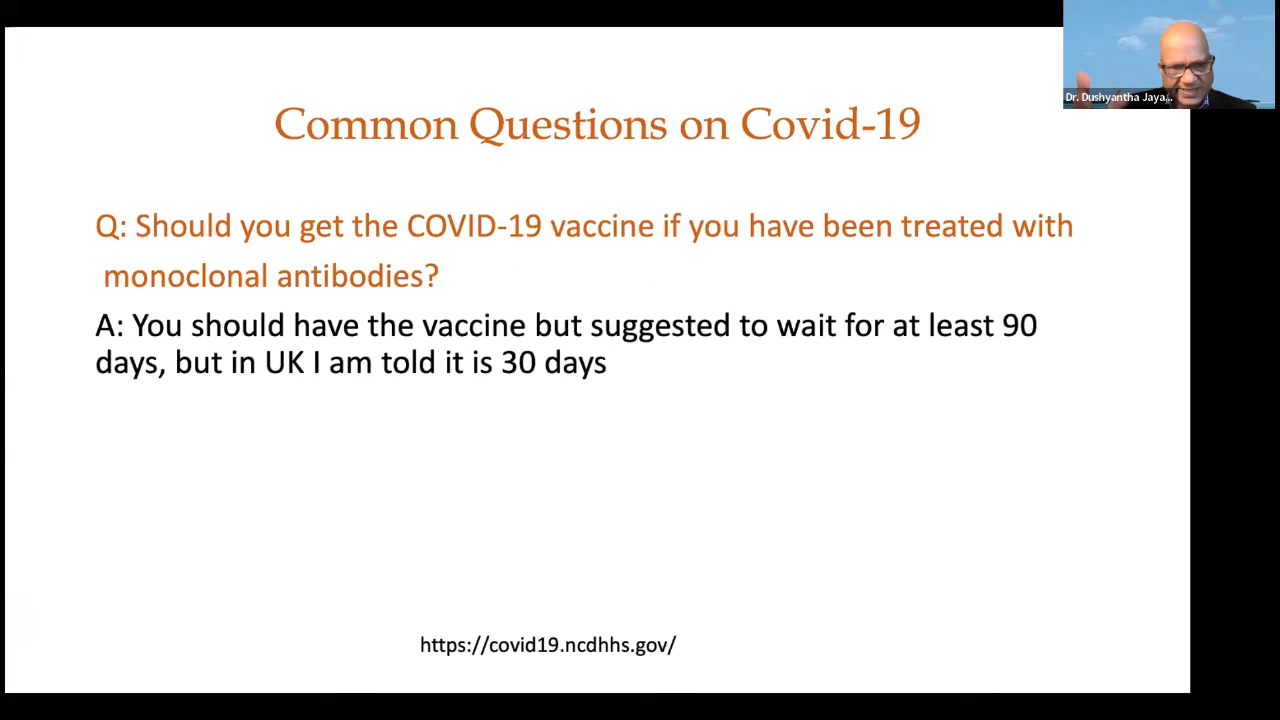 Dr. Dushyantha Jaya...
Common Questions on Covid-19
Q: Should you get the COVID-19 vaccine if you have been treated with
monoclonal antibodies?
A: You should have the vaccine but suggested to wait for at least 90
days, but in UK I am told it is 30 days
https://covid19.ncdhhs.gov/